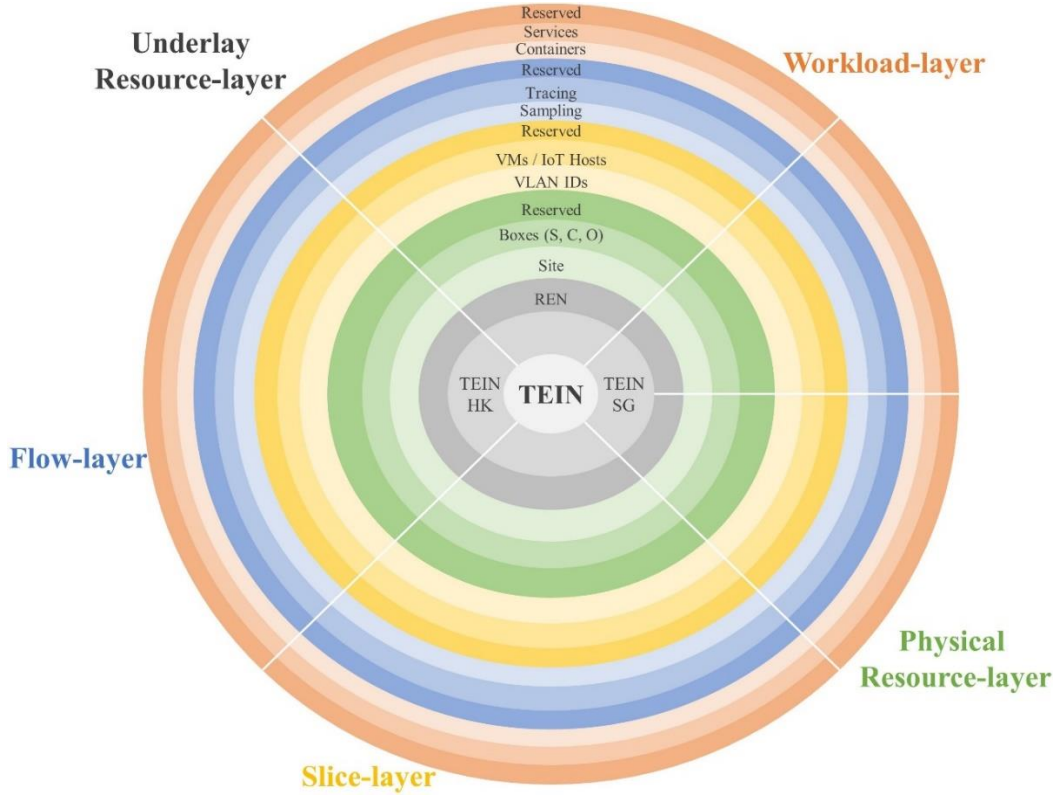 Reserved
Services
Containers
Reserved
Tracing
Sampling
Reserved
VMs / IoT Hosts
VLAN IDs
Reserved
Boxes (S, C, O)
Site
REN
TEIN
HK
TEIN
TEIN
SG
Underlay
Resource-layer
Workload-layer
Flow-layer
Physical
Resource-layer
Slice-layer